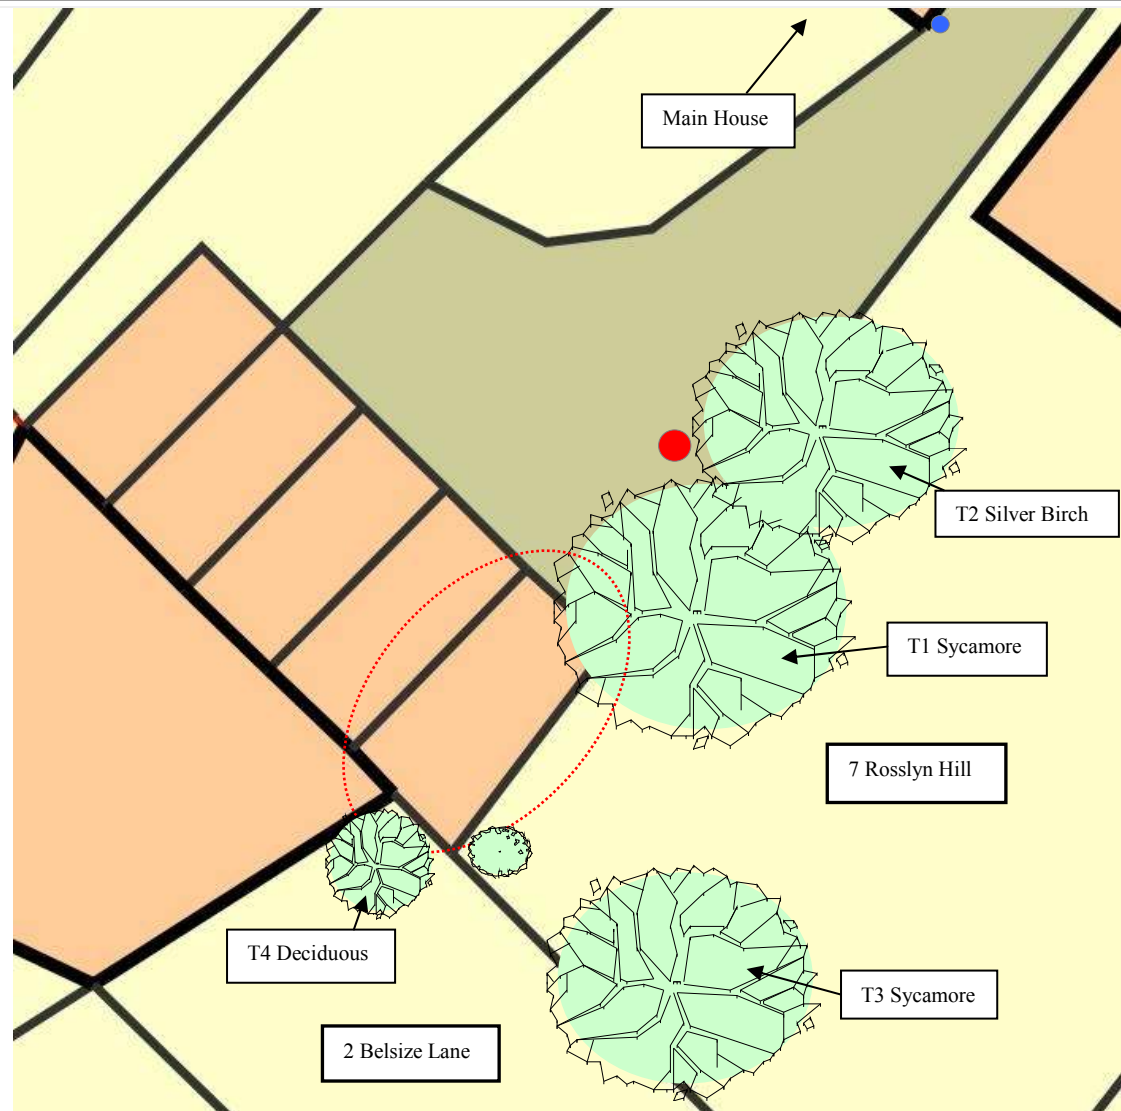 Main House
T2 Silver Birch
T1 Sycamore
7 Rosslyn Hill
T4 Deciduous
T3 Sycamore
2 Belsize Lane